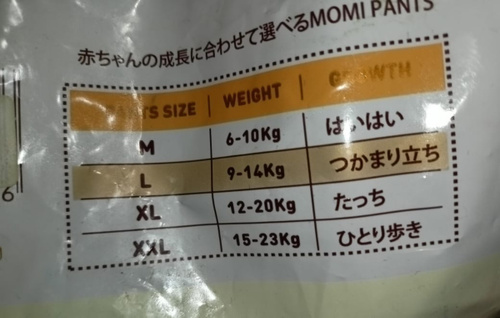 赤ちゃんの成長に合わせて選べるMOMI PANTS
PANTS SIZE WEIGHT GROWTH
M 6-10Kg はいはい
L 9-14Kg つかまり立ち
XL 12-20Kg たっち
XXL 15-23Kg ひとり歩き
6